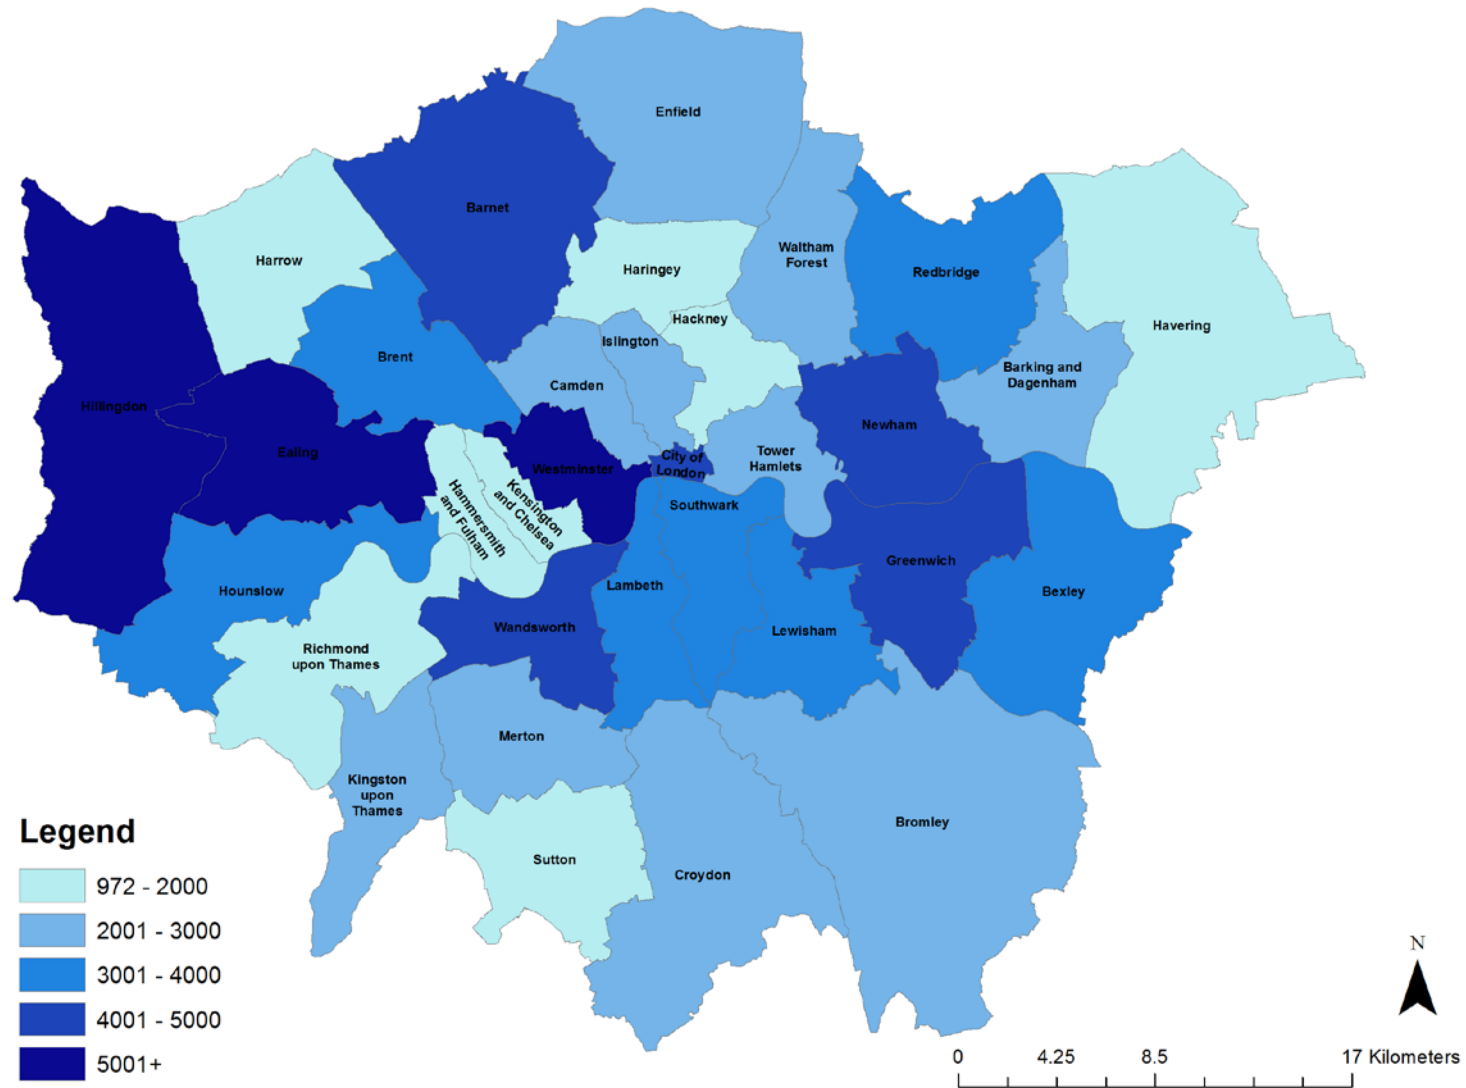 Enfield
Barnet
Harrow
Haringey
Waltham
Forest
Redbridge
Havering
Hackney
Islington
Brent
Camden
Barking and
Dagenham
Hillingdon
Newham
Ealing
Westminster
City of
London
Tower
Hamlets
Kensington
and Chelsea
Hammersmith
and Fulham
Southwark
Greenwich
Hounslow
Lambeth
Bexley
Wandsworth
Lewisham
Richmond
upon Thames
Merton
Kingston
upon
Thames
Bromley
Sutton
Croydon
Legend
972 - 2000
2001 - 3000
3001 - 4000
4001 - 5000
5001+
N
0 4.25 8.5 17 Kilometers